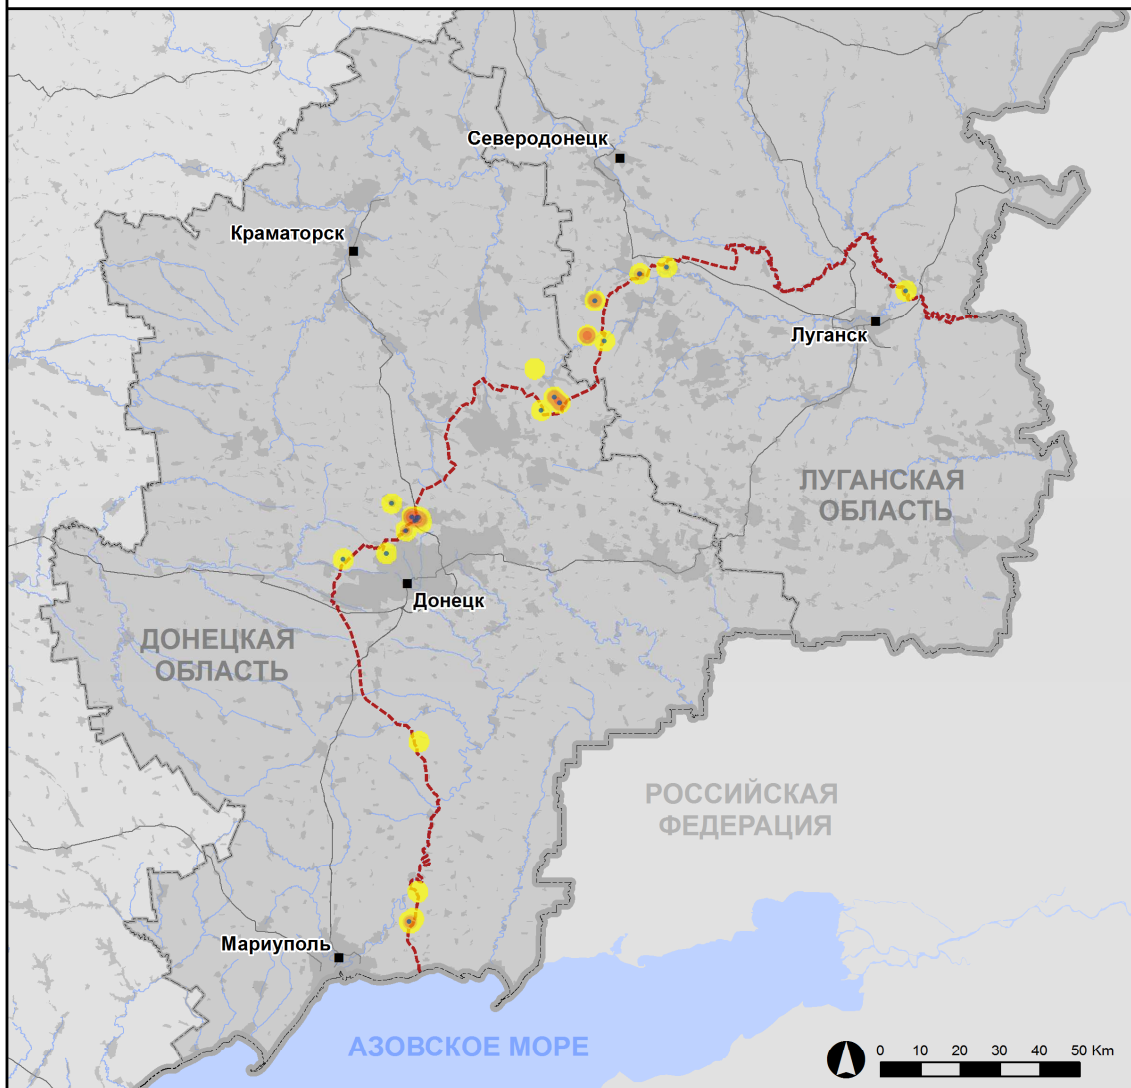 Северодонецк
Краматорск
Луганск
ЛУГАНСКАЯ
ОБЛАСТЬ
Донецк
ДОНЕЦКАЯ
ОБЛАСТЬ
РОССИЙСКАЯ
ФЕДЕРАЦИЯ
Мариуполь
АЗОВСКОЕ МОРЕ
0 10 20 30 40 50 Km